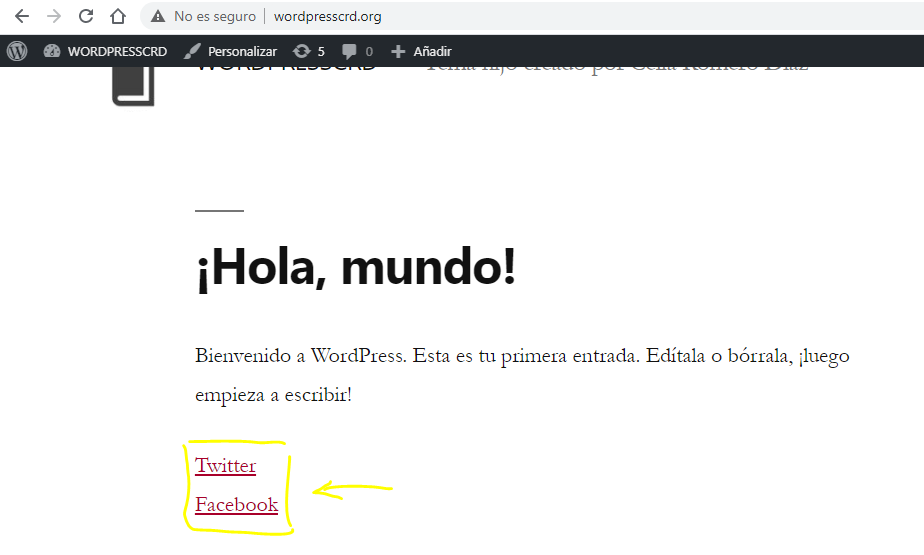 No es seguro | wordpresscrd.org
WORDPRESSCRD Personalizar 5 0 Añadir
WORDPRESSCRD Tema hijo creado por Celia Romero Díaz
¡Hola, mundo!
Bienvenido a WordPress. Esta es tu primera entrada. Edítala o bórrala, ¡luego
empieza a escribir!
Twitter
Facebook